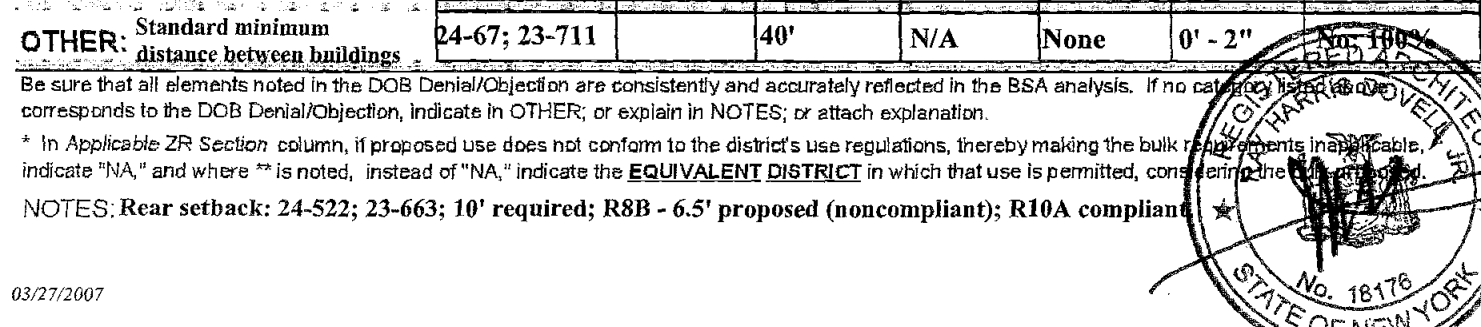 OTHER: Standard minimum distance between buildings 24-67; 23-711 40' N/A None 0' - 2" No; 100%
Be sure that all elements noted in the DOB Denial/Objection are consistently and accurately reflected in the BSA analysis. If no category listed above
corresponds to the DOB Denial/Objection, indicate in OTHER; or explain in NOTES; or attach explanation.
* In Applicable ZR Section column, if proposed use does not conform to the district's use regulations, thereby making the bulk requirements inapplicable,
indicate "NA," and where ** is noted, instead of "NA," indicate the EQUIVALENT DISTRICT in which that use is permitted, considering the proposed.
NOTES: Rear setback: 24-522; 23-663; 10' required; R8B - 6.5' proposed (noncompliant); R10A compliant
REGISTERED ARCHITEC
HARRIS DOVELL JR.
No. 18176
STATE OF NEW YORK
03/27/2007